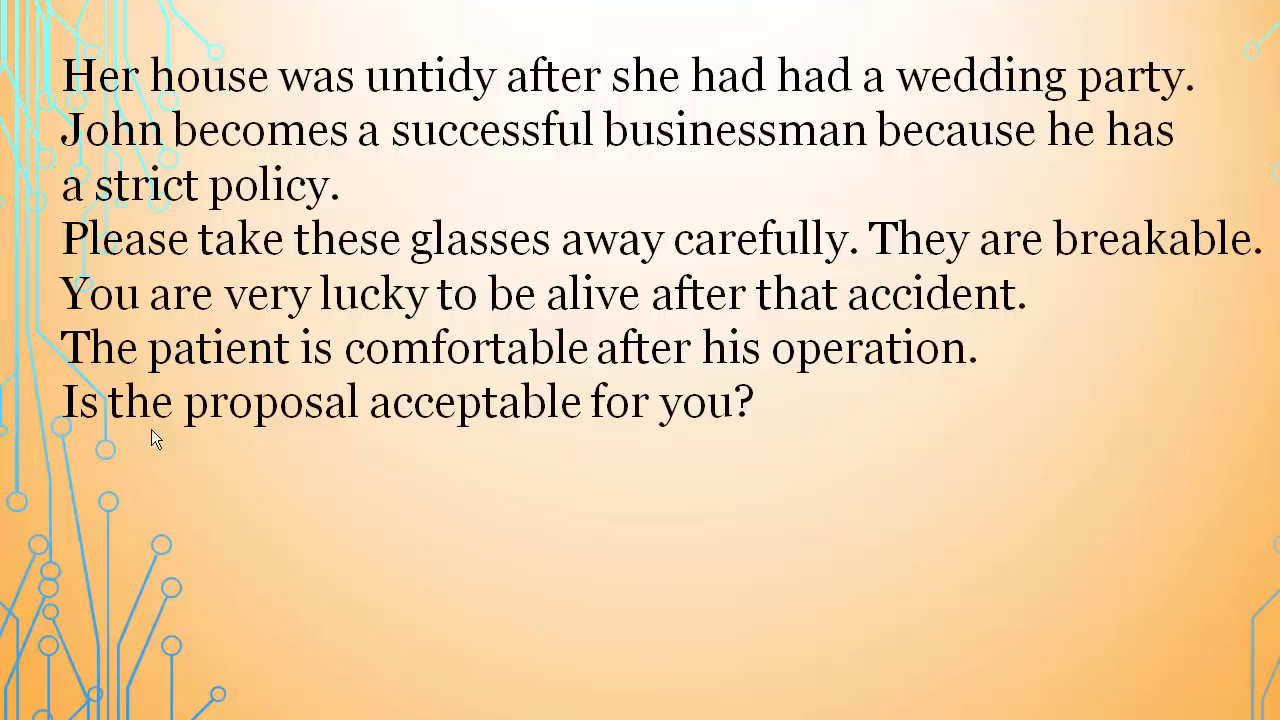 Her house was untidy after she had had a wedding party.
John becomes a successful businessman because he has
a strict policy.
Please take these glasses away carefully. They are breakable.
You are very lucky to be alive after that accident.
The patient is comfortable after his operation.
Is the proposal acceptable for you?